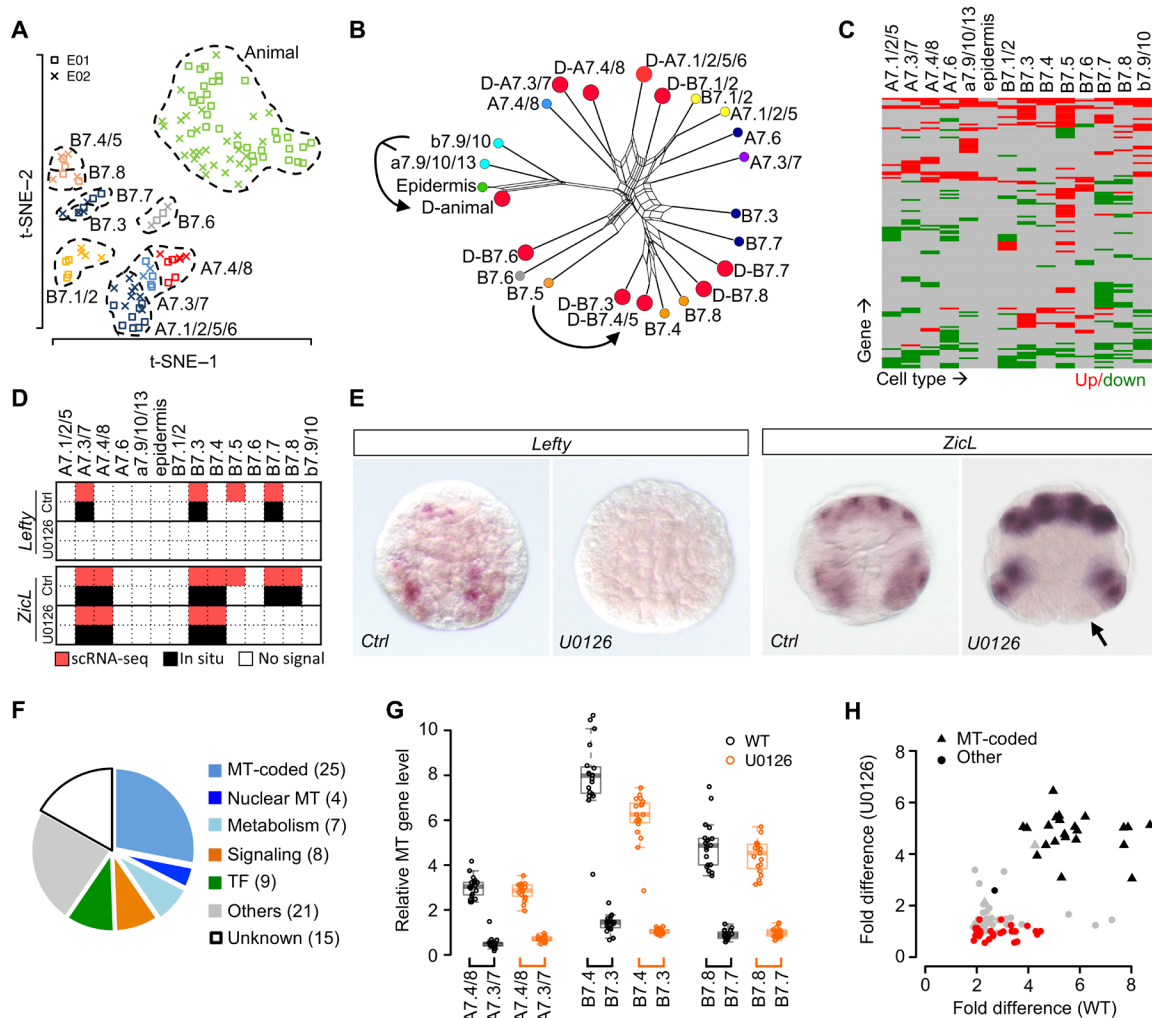 A
E01
E02
Animal
B7.4/5
B7.8
B7.7
B7.3
B7.6
A7.4/8
B7.1/2
A7.3/7
A7.1/2/5/6
t-SNE–2
t-SNE–1
B
D-A7.1/2/5/6
D-A7.4/8
D-A7.3/7
D-B7.1/2
A7.4/8
B7.1/2
A7.1/2/5
b7.9/10
A7.6
a7.9/10/13
A7.3/7
Epidermis
D-animal
B7.3
B7.7
D-B7.6
B7.6
D-B7.7
B7.5
D-B7.8
D-B7.3
D-B7.4/5
B7.8
B7.4
C
A7.1/2/5
A7.3/7
A7.4/8
A7.6
a7.9/10/13
epidermis
B7.1/2
B7.3
B7.4
B7.5
B7.6
B7.7
B7.8
b7.9/10
Gene →
Cell type →
Up/down
D
A7.1/2/5
A7.3/7
A7.4/8
A7.6
a7.9/10/13
epidermis
B7.1/2
B7.3
B7.4
B7.5
B7.6
B7.7
B7.8
b7.9/10
Lefty
Ctrl
U0126
ZicL
Ctrl
U0126
scRNA-seq
In situ
No signal
E
Lefty
ZicL
Ctrl
U0126
Ctrl
U0126
F
MT-coded (25)
Nuclear MT (4)
Metabolism (7)
Signaling (8)
TF (9)
Others (21)
Unknown (15)
G
Relative MT gene level
10
8
6
4
2
0
WT
U0126
A7.4/8
A7.3/7
A7.4/8
A7.3/7
B7.4
B7.3
B7.4
B7.3
B7.8
B7.7
B7.8
B7.7
H
MT-coded
Other
Fold difference (U0126)
8
6
4
2
0
0 2 4 6 8
Fold difference (WT)